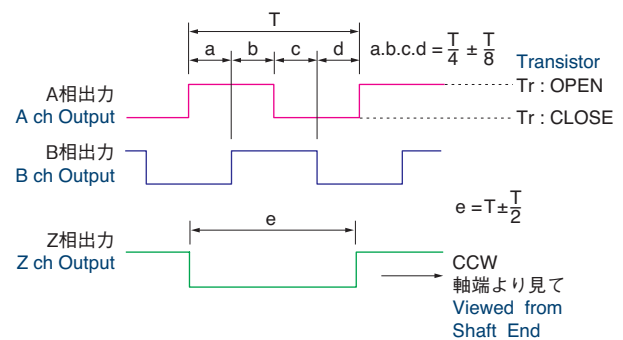 T
a b c d
a.b.c.d = T/4 ± T/8
Transistor
Tr : OPEN
Tr : CLOSE
A相出力
A ch Output
B相出力
B ch Output
e = T ± T/2
Z相出力
Z ch Output
e
CCW
軸端より見て
Viewed from
Shaft End